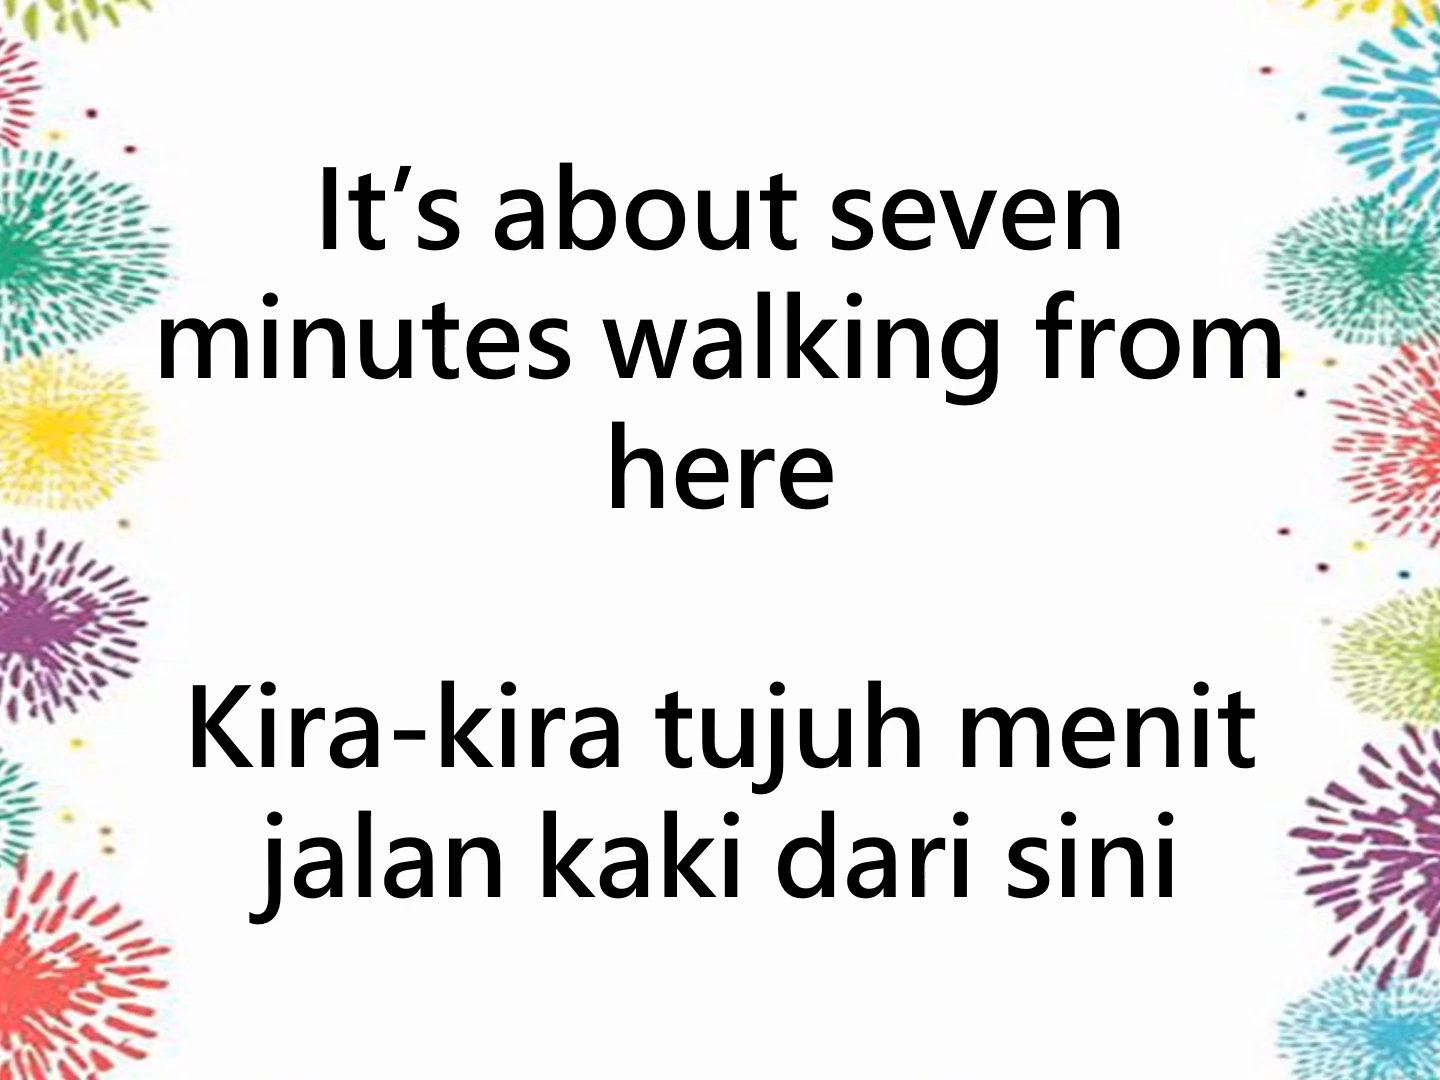 It’s about seven
minutes walking from
here
Kira-kira tujuh menit
jalan kaki dari sini